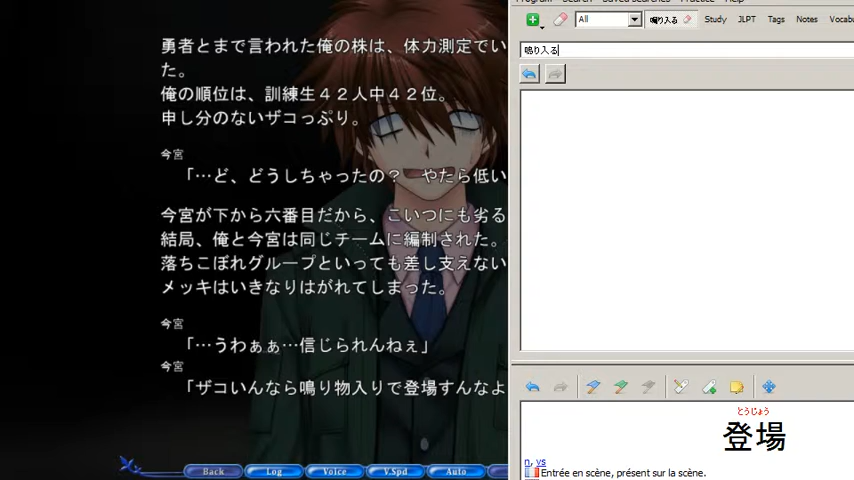 勇者とまで言われた俺の株は、体力測定でい
た。
俺の順位は、訓練生４２人中４２位。
申し分のないザコっぷり。
今宮
「…ど、どうしちゃったの？　やたら低い
今宮が下から六番目だから、こいつにも劣る
結局、俺と今宮は同じチームに編制された。
落ちこぼれグループといっても差し支えない
メッキはいきなりはがれてしまった。
今宮
「…うわぁぁ…信じられんねぇ」
今宮
「ザコいんなら鳴り物入りで登場すんなよ
Back Log Voice V.Spd Auto
Program Search Saved searches Practice Help
All 鳴り入る Study JLPT Tags Notes Vocabu
鳴り入る
とうじょう
登場
n, vs
Entrée en scène, présent sur la scène.